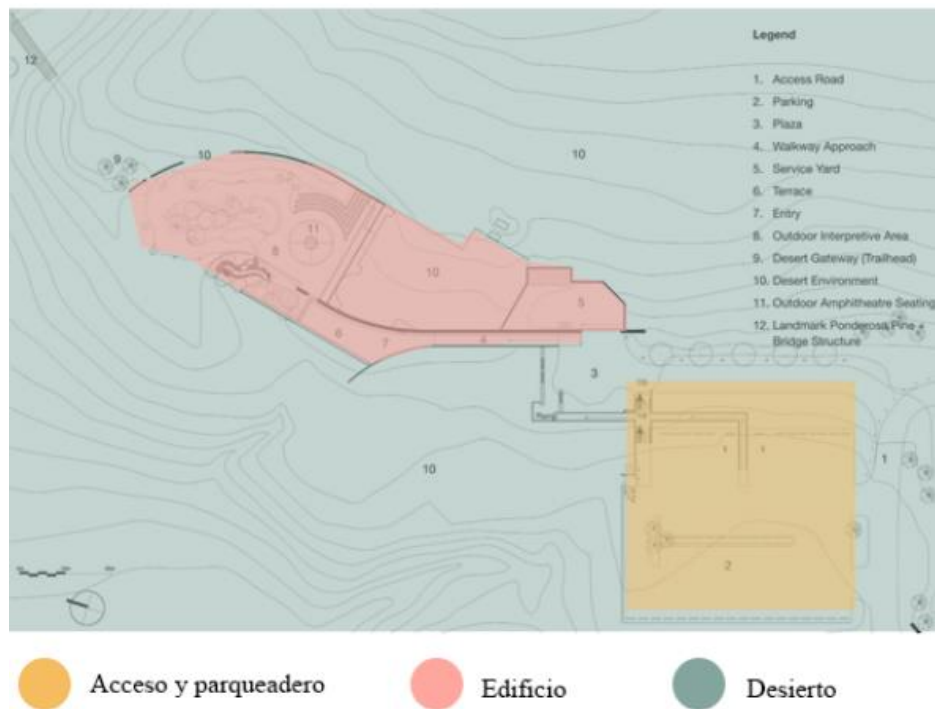 Legend
1. Access Road
2. Parking
3. Plaza
4. Walkway Approach
5. Service Yard
6. Terrace
7. Entry
8. Outdoor Interpretive Area
9. Desert Gateway (Trailhead)
10. Desert Environment
11. Outdoor Amphitheatre Seating
12. Landmark Ponderosa Pine
Bridge Structure
12
9
10
10
11
8
10
5
6
7
4
3
10
1
1
1
2
Acceso y parqueadero
Edificio
Desierto